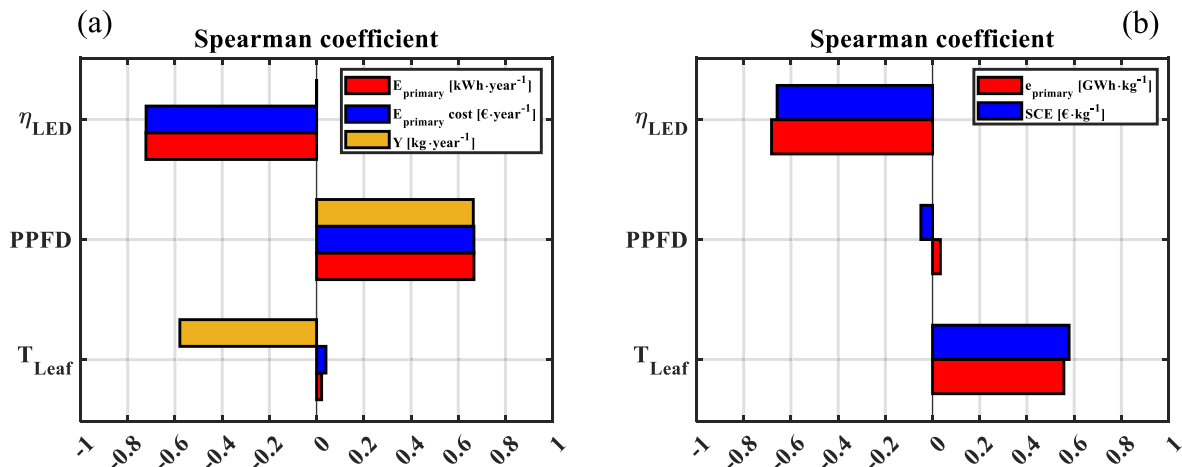 (a)
Spearman coefficient
E_primary [kWh·year⁻¹]
E_primary cost [€·year⁻¹]
Y [kg·year⁻¹]
η_LED
PPFD
T_Leaf
-1 -0.8 -0.6 -0.4 -0.2 0 0.2 0.4 0.6 0.8 1
(b)
Spearman coefficient
e_primary [GWh·kg⁻¹]
SCE [€·kg⁻¹]
η_LED
PPFD
T_Leaf
-1 -0.8 -0.6 -0.4 -0.2 0 0.2 0.4 0.6 0.8 1